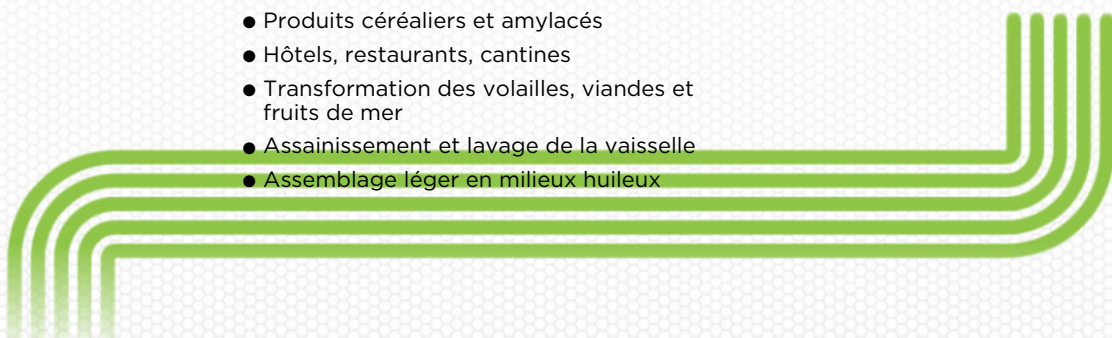 ● Produits céréaliers et amylacés
● Hôtels, restaurants, cantines
● Transformation des volailles, viandes et
fruits de mer
● Assainissement et lavage de la vaisselle
● Assemblage léger en milieux huileux